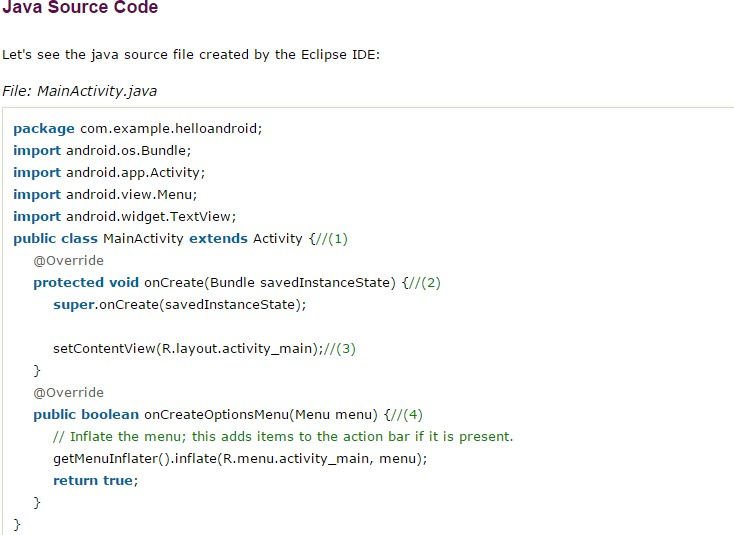 Java Source Code
Let's see the java source file created by the Eclipse IDE:
File: MainActivity.java
package com.example.helloandroid;
import android.os.Bundle;
import android.app.Activity;
import android.view.Menu;
import android.widget.TextView;
public class MainActivity extends Activity {//(1)
@Override
protected void onCreate(Bundle savedInstanceState) {//(2)
super.onCreate(savedInstanceState);
setContentView(R.layout.activity_main);//(3)
}
@Override
public boolean onCreateOptionsMenu(Menu menu) {//(4)
// Inflate the menu; this adds items to the action bar if it is present.
getMenuInflater().inflate(R.menu.activity_main, menu);
return true;
}
}